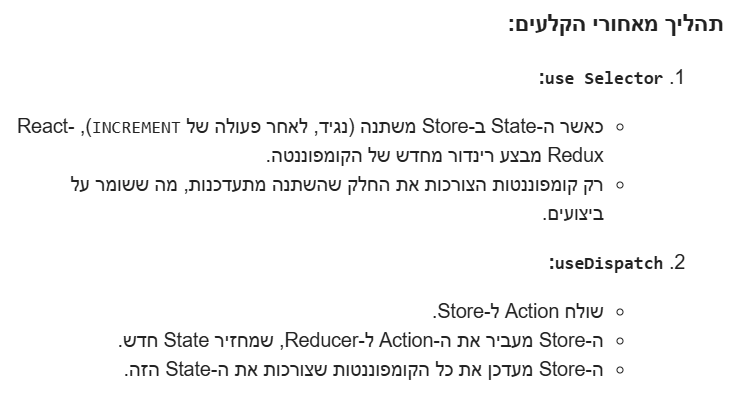 תהליך מאחורי הקלעים:
1. use Selector:
○ כאשר ה-State ב-Store משתנה (נגיד, לאחר פעולה של INCREMENT), React-
Redux מבצע רינדור מחדש של הקומפוננטה.
○ רק קומפוננטות הצורכות את החלק שהשתנה מתעדכנות, מה ששומר על
ביצועים.
2. useDispatch:
○ שולח Action ל-Store.
○ ה-Store מעביר את ה-Action ל-Reducer, שמחזיר State חדש.
○ ה-Store מעדכן את כל הקומפוננטות שצורכות את ה-State הזה.